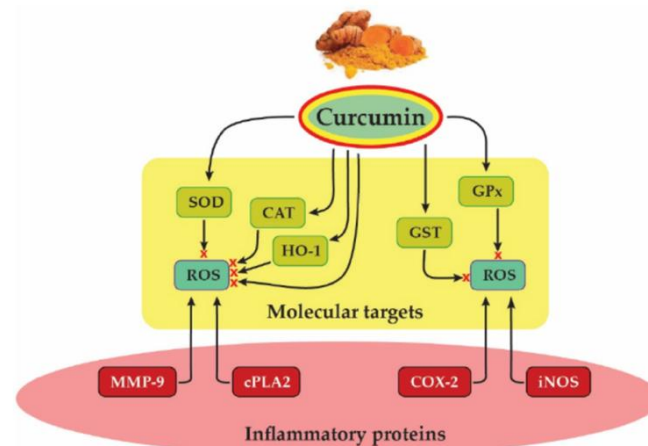 Curcumin
SOD
CAT
HO-1
GST
GPx
x
x
x
x
x
x
ROS
ROS
Molecular targets
MMP-9
cPLA2
COX-2
iNOS
Inflammatory proteins